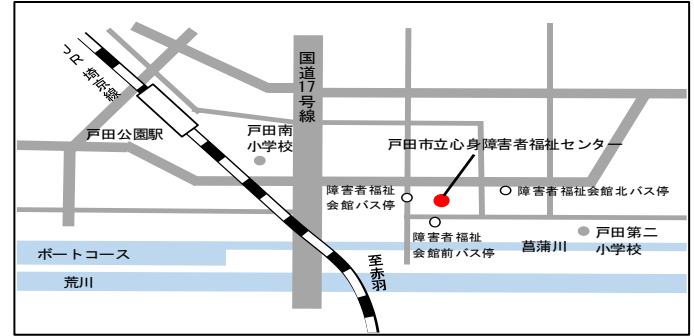 JR 埼京線
戸田公園駅
国道17号線
戸田南
小学校
戸田市立心身障害者福祉センター
障害者福祉
会館バス停
障害者福祉会館北バス停
障害者福祉
会館前バス停
戸田第二
小学校
菖蒲川
ボートコース
荒川
至赤羽